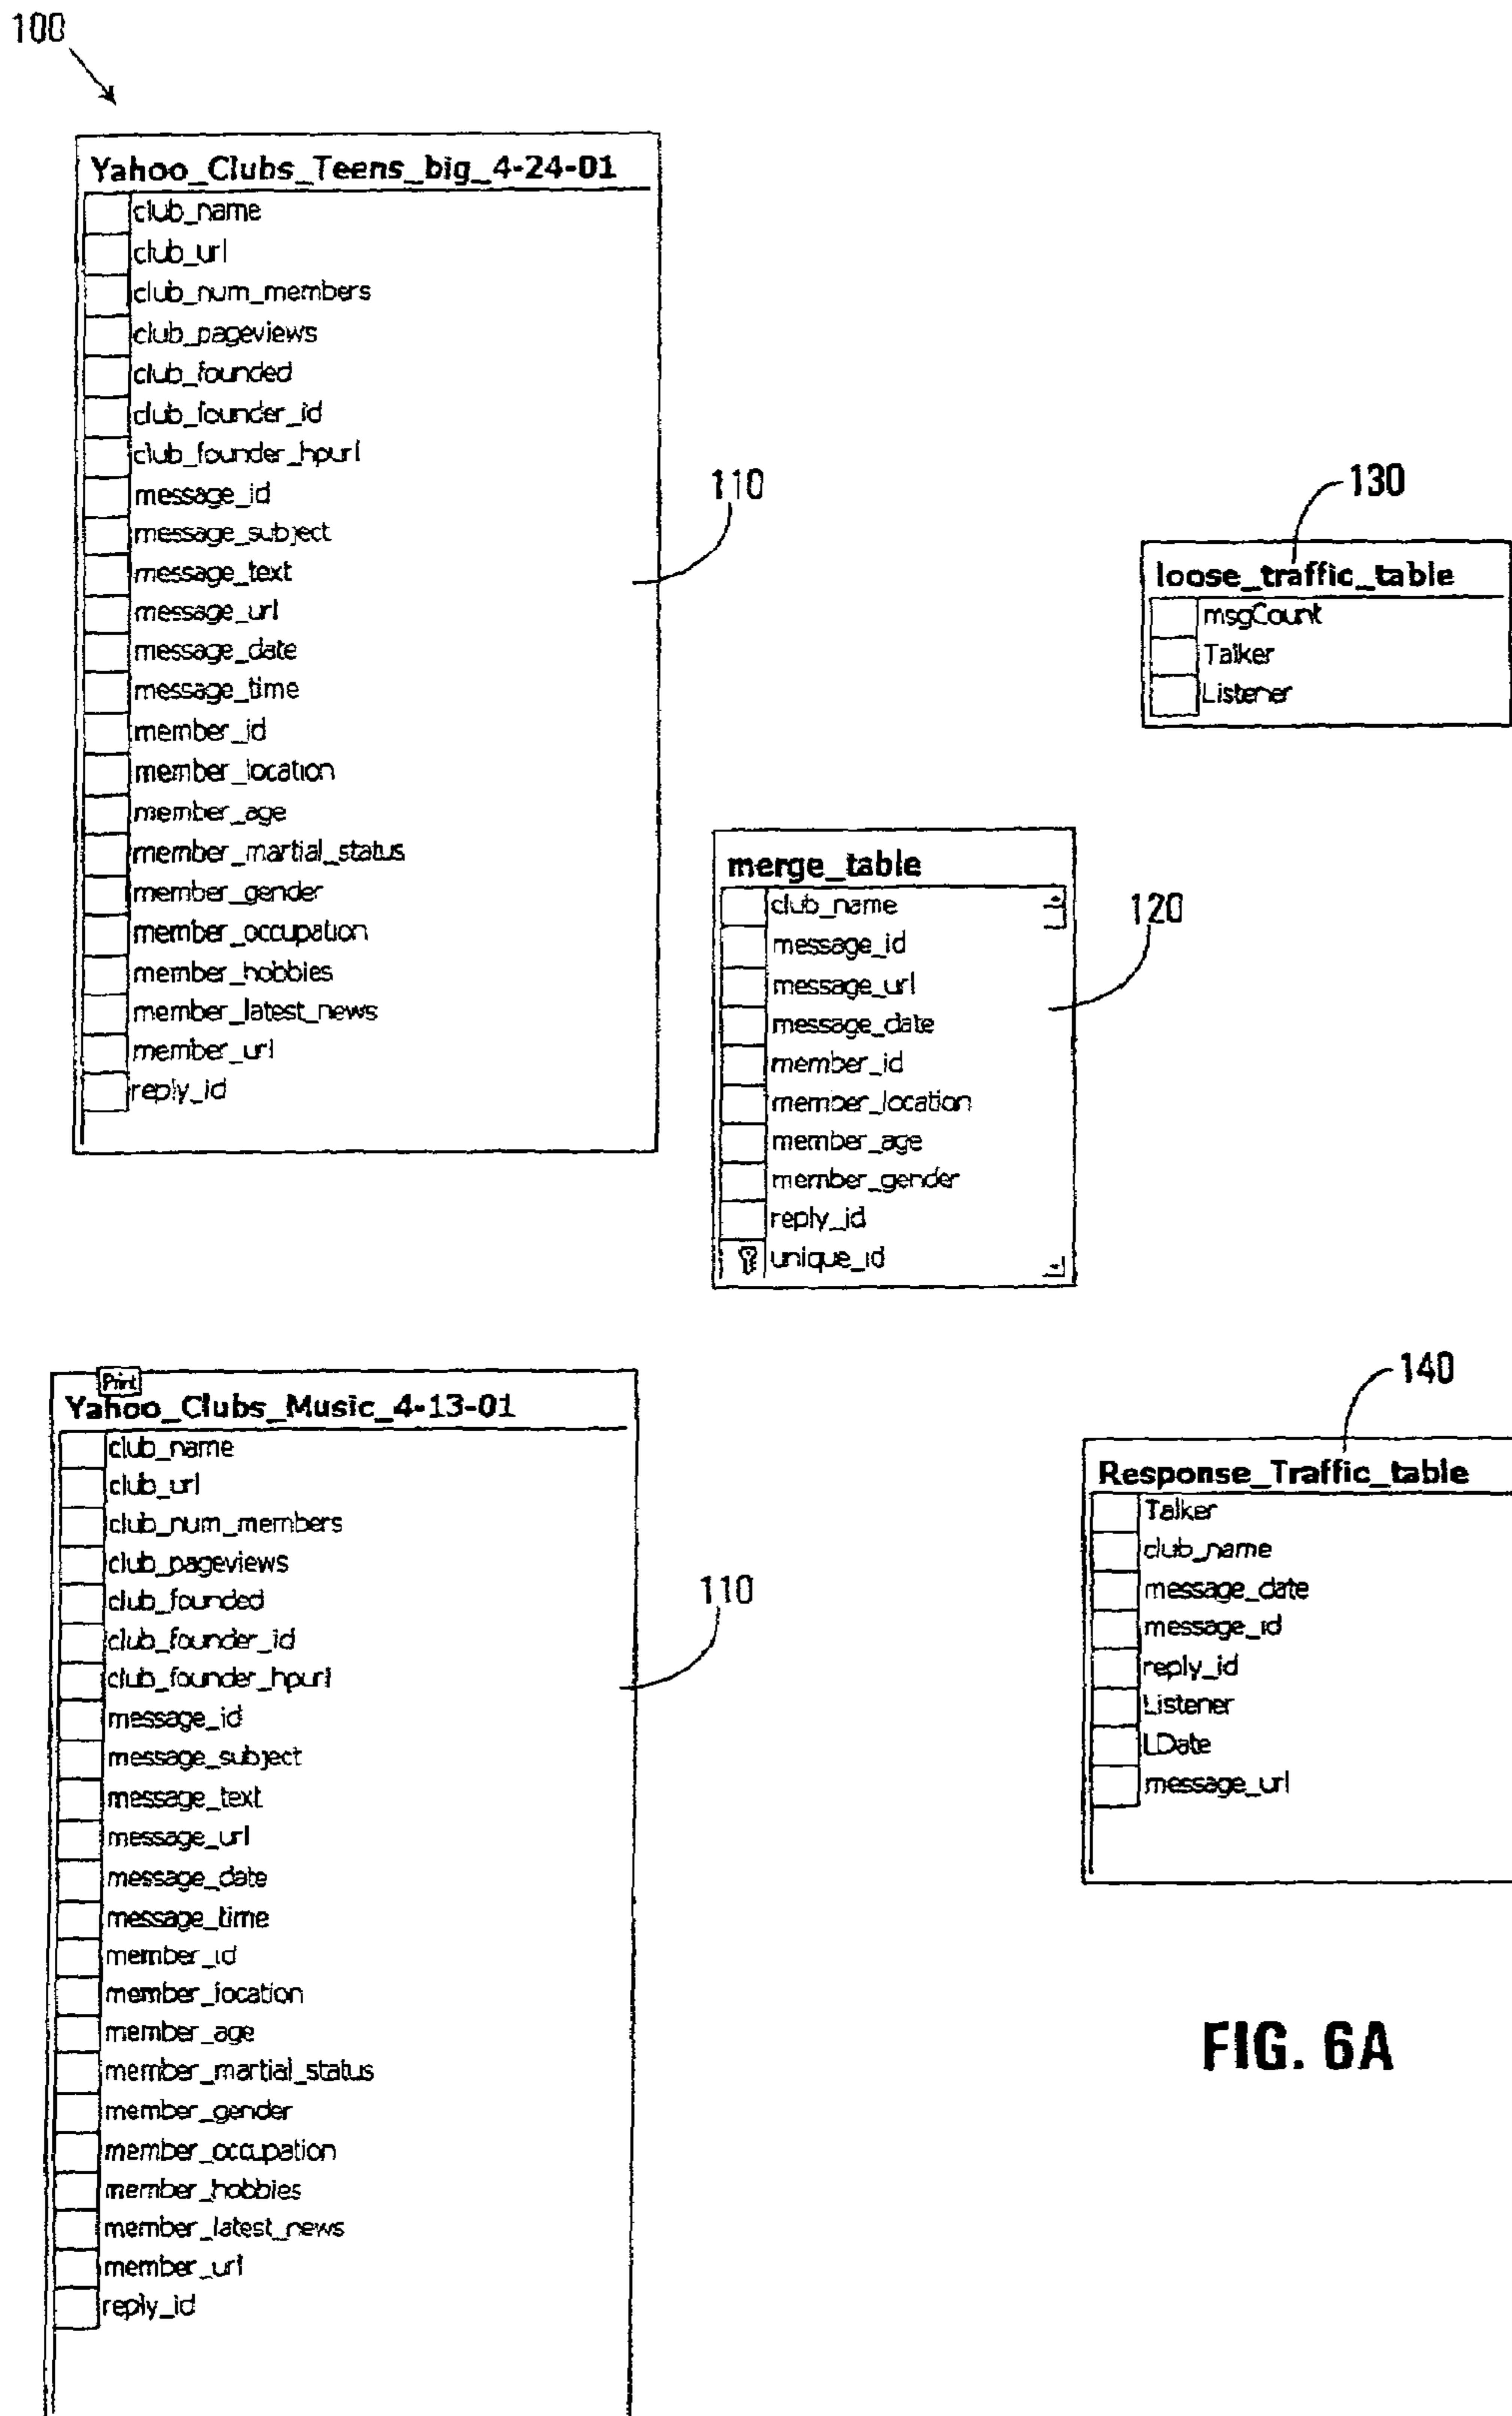 100
Yahoo_Clubs_Teens_big_4-24-01
club_name
club_url
club_num_members
club_pageviews
club_founded
club_founder_id
club_founder_hpurl
message_id
message_subject
message_text
message_url
message_date
message_time
member_id
member_location
member_age
member_martial_status
member_gender
member_occupation
member_hobbies
member_latest_news
member_url
reply_id
110
130
loose_traffic_table
msgCount
Talker
Listener
merge_table
club_name
message_id
message_url
message_date
member_id
member_location
member_age
member_gender
reply_id
unique_id
120
Print
Yahoo_Clubs_Music_4-13-01
club_name
club_url
club_num_members
club_pageviews
club_founded
club_founder_id
club_founder_hpurl
message_id
message_subject
message_text
message_url
message_date
message_time
member_id
member_location
member_age
member_martial_status
member_gender
member_occupation
member_hobbies
member_latest_news
member_url
reply_id
110
140
Response_Traffic_table
Talker
club_name
message_date
message_id
reply_id
Listener
LDate
message_url
FIG. 6A